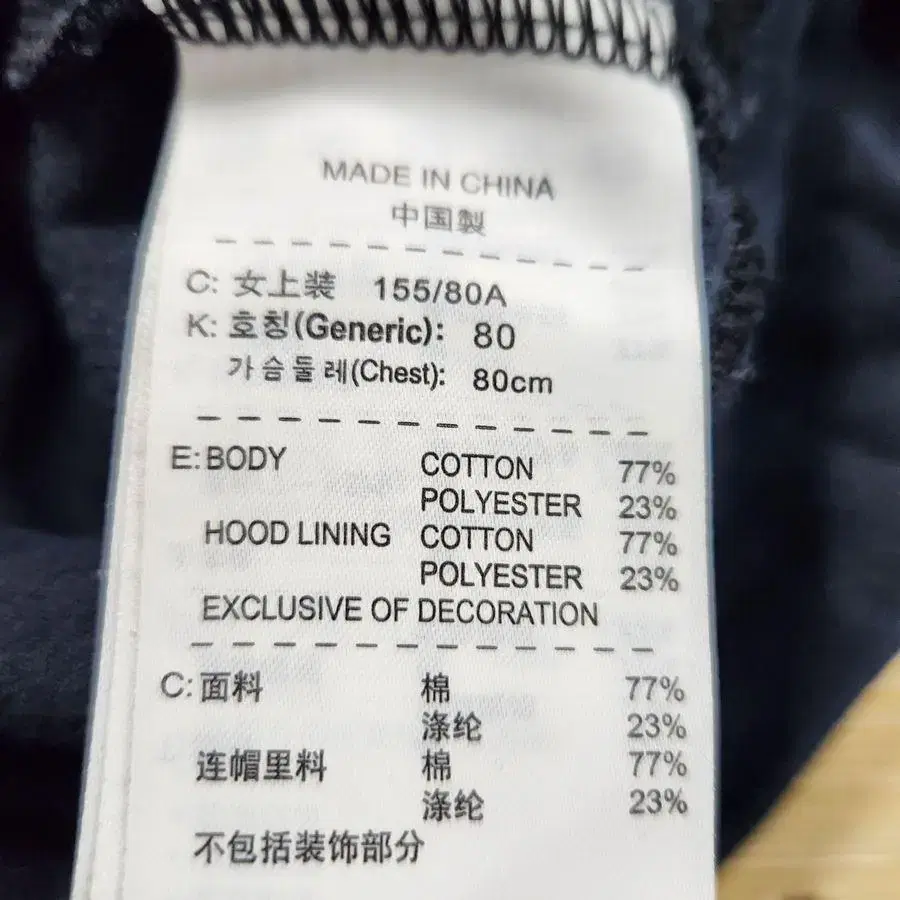 MADE IN CHINA
中国製
C: 女上装 155/80A
K: 호칭(Generic): 80
가슴둘레(Chest): 80cm
E: BODY COTTON 77%
POLYESTER 23%
HOOD LINING COTTON 77%
POLYESTER 23%
EXCLUSIVE OF DECORATION
C: 面料 棉 77%
涤纶 23%
连帽里料 棉 77%
涤纶 23%
不包括装饰部分